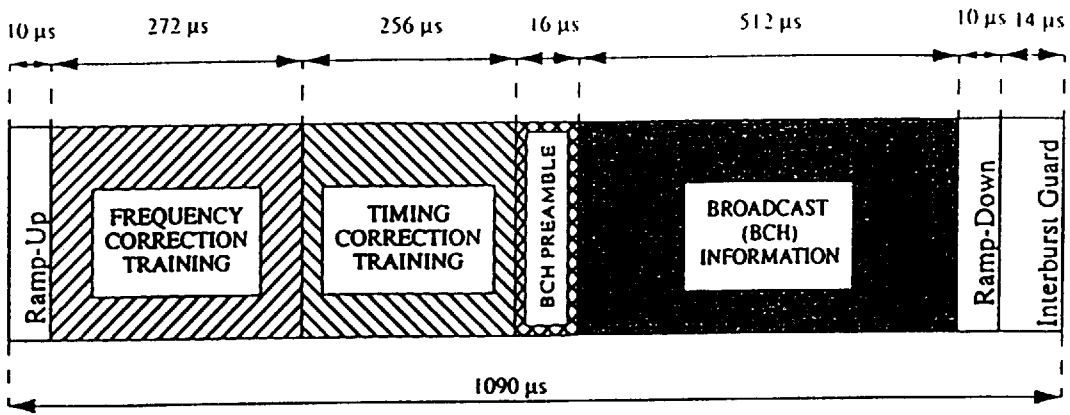 10 µs 272 µs 256 µs 16 µs 512 µs 10 µs 14 µs
Ramp-Up
FREQUENCY
CORRECTION
TRAINING
TIMING
CORRECTION
TRAINING
BCH PREAMBLE
BROADCAST
(BCH)
INFORMATION
Ramp-Down
Interburst Guard
1090 µs